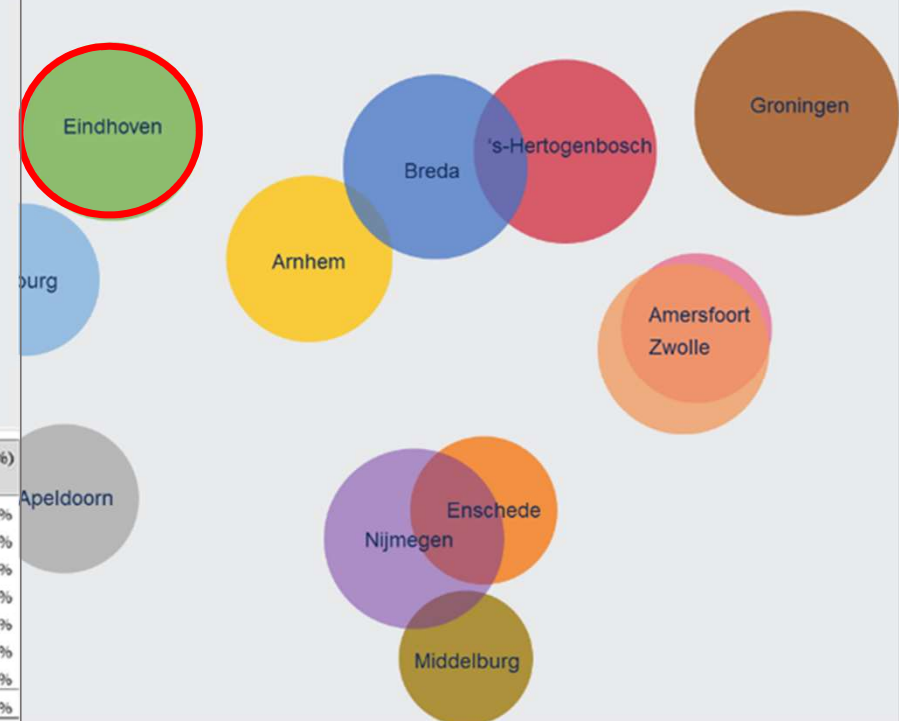 Eindhoven
Groningen
's-Hertogenbosch
Breda
Arnhem
burg
Amersfoort
Zwolle
%)
Apeldoorn
Enschede
%
%
Nijmegen
%
%
%
%
Middelburg
%
%